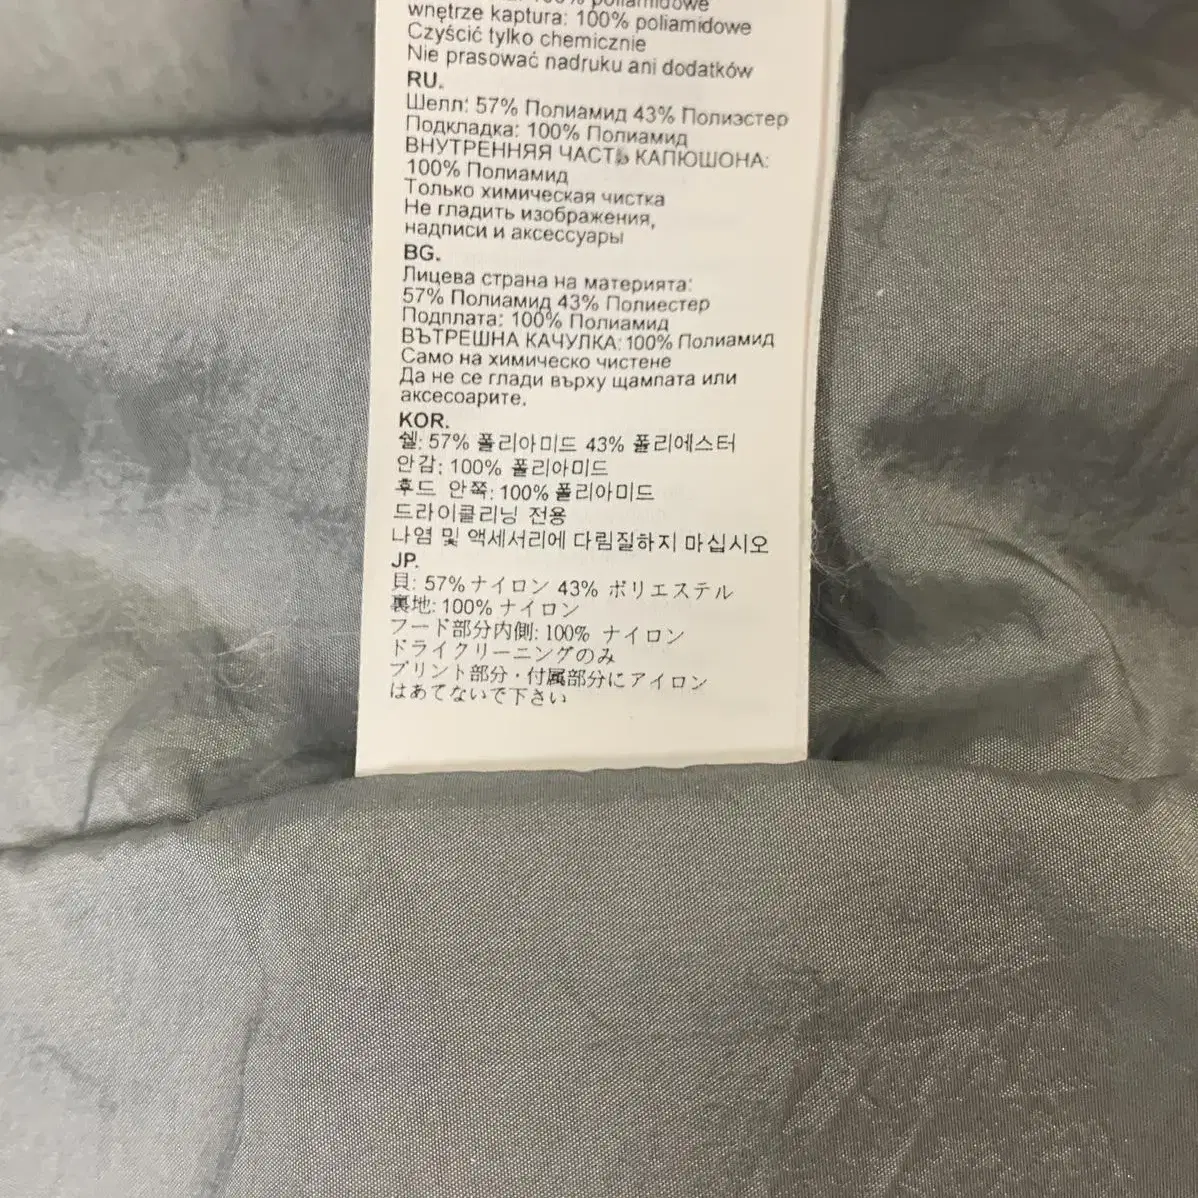 100% poliamidowe
wnętrze kaptura: 100% poliamidowe
Czyścić tylko chemicznie
Nie prasować nadruku ani dodatków
RU.
Шелл: 57% Полиамид 43% Полиэстер
Подкладка: 100% Полиамид
ВНУТРЕННЯЯ ЧАСТЬ КАПЮШОНА:
100% Полиамид
Только химическая чистка
Не гладить изображения,
надписи и аксессуары
BG.
Лицева страна на материята:
57% Полиамид 43% Полиестер
Подплата: 100% Полиамид
ВЪТРЕШНА КАЧУЛКА:100% Полиамид
Само на химическо чистене
Да не се глади върху щампата или
аксесоарите.
KOR.
쉘: 57% 폴리아미드 43% 폴리에스터
안감: 100% 폴리아미드
후드 안쪽: 100% 폴리아미드
드라이클리닝 전용
나염 및 액세서리에 다림질하지 마십시오
JP.
貝: 57% ナイロン 43% ポリエステル
裏地: 100% ナイロン
フード部分内側: 100% ナイロン
ドライクリーニングのみ
プリント部分・付属部分にアイロン
はあてないで下さい